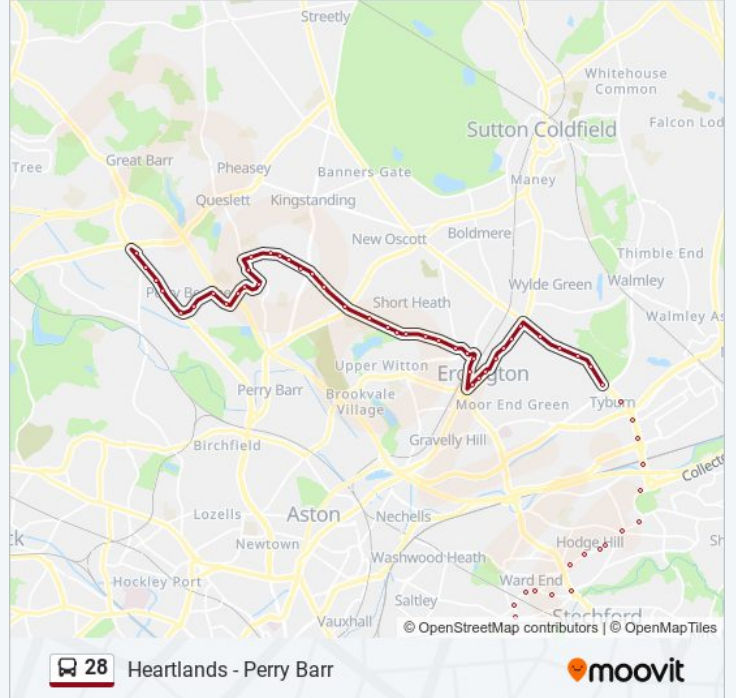 Streetly
Whitehouse
Common
Sutton Coldfield
Falcon Lod
Tree
Great Barr
Pheasey
Banners Gate
Maney
Queslett
Kingstanding
New Oscott
Boldmere
Thimble End
Wylde Green
Walmley
Short Heath
Walmley As
Upper Witton
Erdington
Perry Barr
Brookvale
Village
Moor End Green
Tyburn
Birchfield
Gravelly Hill
Collecto
Lozells
Aston
Nechells
Newtown
Hodge Hill
Sh
Washwood Heath
Hockley Port
Ward End
Saltley
Stechford
Vauxhall
© OpenStreetMap contributors | © OpenMapTiles
28 Heartlands - Perry Barr
moovit